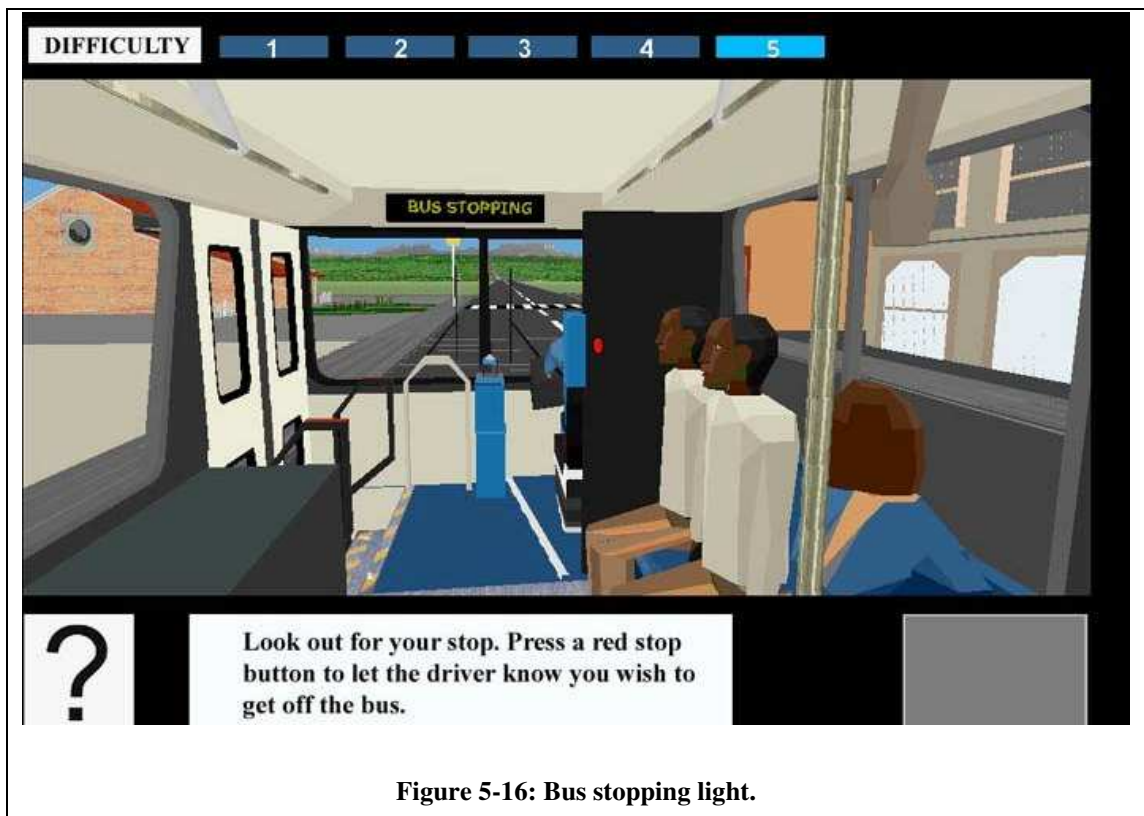 DIFFICULTY 1 2 3 4 5
BUS STOPPING
?
Look out for your stop. Press a red stop
button to let the driver know you wish to
get off the bus.
Figure 5-16: Bus stopping light.